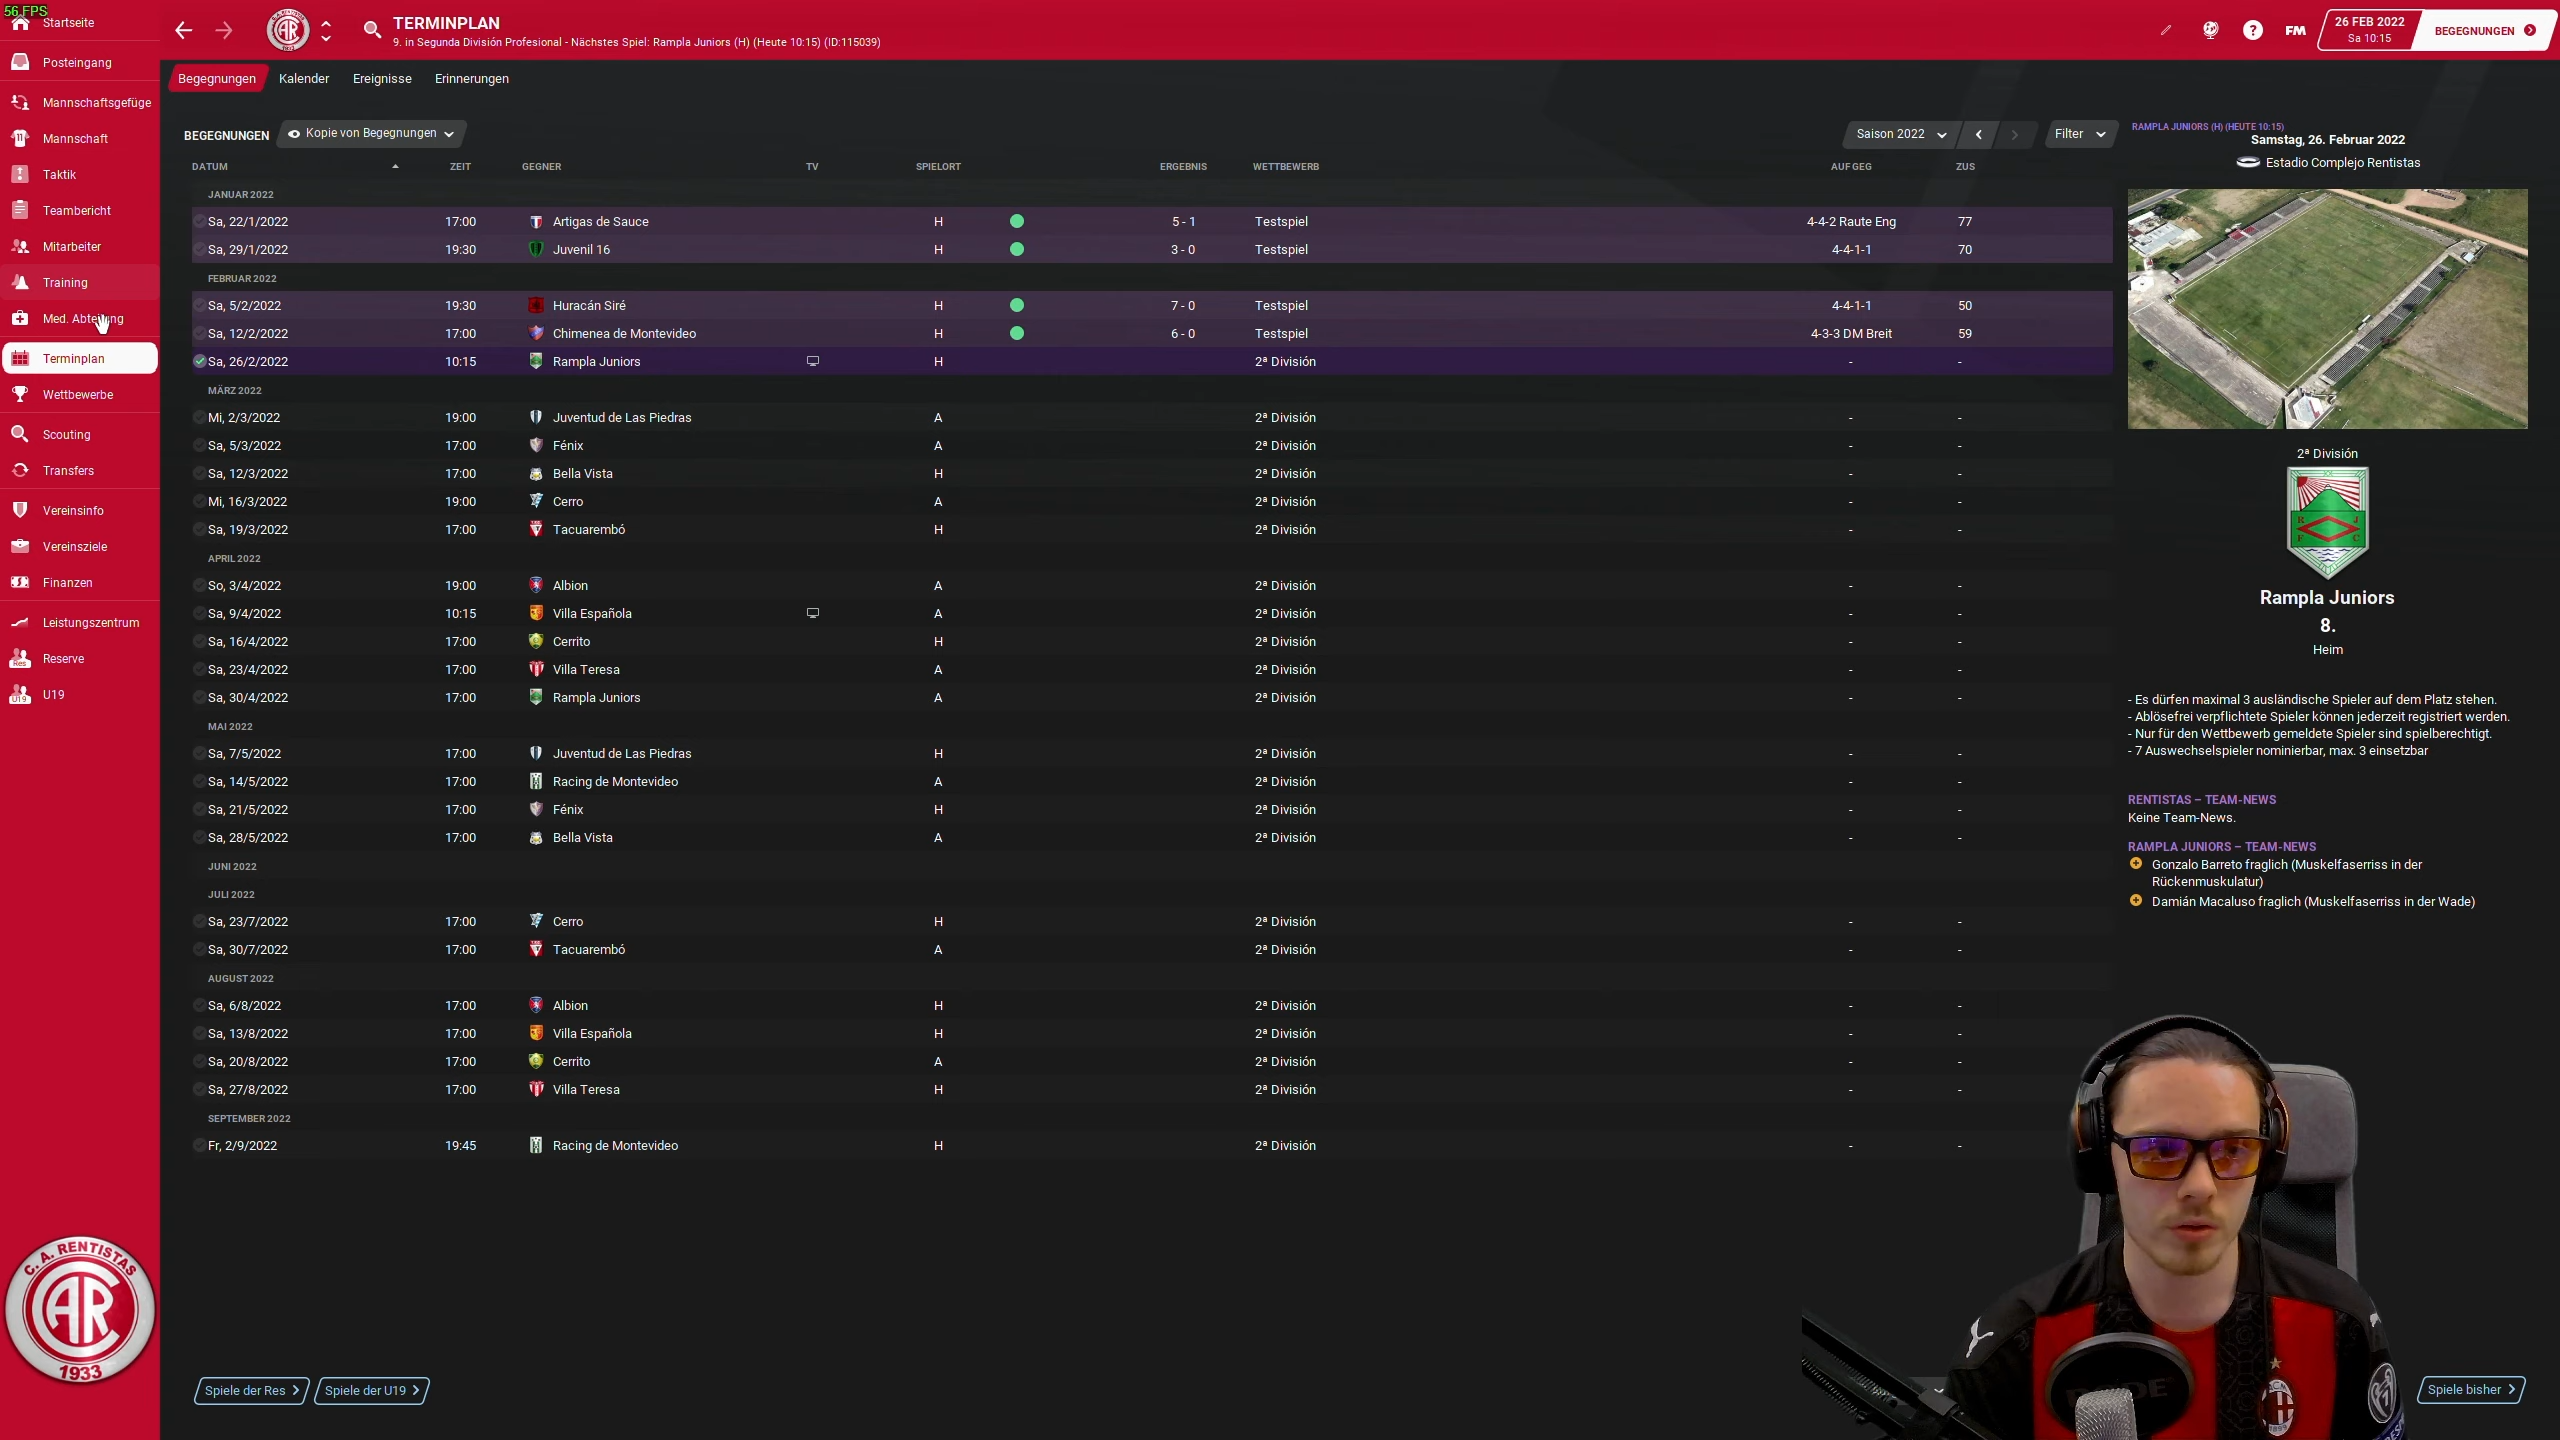 56 FPS
Startseite
Posteingang
Mannschaftsgefüge
Mannschaft
Taktik
Teambericht
Mitarbeiter
Training
Med. Abteilung
Terminplan
Wettbewerbe
Scouting
Transfers
Vereinsinfo
Vereinsziele
Finanzen
Leistungszentrum
Reserve
U19
C. A. RENTISTAS
1933
TERMINPLAN
9. in Segunda División Profesional - Nächstes Spiel: Rampla Juniors (H) (Heute 10:15) (ID:115039)
FM
26 FEB 2022
Sa 10:15
BEGEGNUNGEN
Begegnungen Kalender Ereignisse Erinnerungen
BEGEGNUNGEN Kopie von Begegnungen Saison 2022 Filter
DATUM ZEIT GEGNER TV SPIELORT ERGEBNIS WETTBEWERB AUF GEG ZUS
JANUAR 2022
Sa, 22/1/2022 17:00 Artigas de Sauce H 5 - 1 Testspiel 4-4-2 Raute Eng 77
Sa, 29/1/2022 19:30 Juvenil 16 H 3 - 0 Testspiel 4-4-1-1 70
FEBRUAR 2022
Sa, 5/2/2022 19:30 Huracán Siré H 7 - 0 Testspiel 4-4-1-1 50
Sa, 12/2/2022 17:00 Chimenea de Montevideo H 6 - 0 Testspiel 4-3-3 DM Breit 59
Sa, 26/2/2022 10:15 Rampla Juniors H 2ª División - -
MÄRZ 2022
Mi, 2/3/2022 19:00 Juventud de Las Piedras A 2ª División - -
Sa, 5/3/2022 17:00 Fénix A 2ª División - -
Sa, 12/3/2022 17:00 Bella Vista H 2ª División - -
Mi, 16/3/2022 19:00 Cerro A 2ª División - -
Sa, 19/3/2022 17:00 Tacuarembó H 2ª División - -
APRIL 2022
So, 3/4/2022 19:00 Albion A 2ª División - -
Sa, 9/4/2022 10:15 Villa Española A 2ª División - -
Sa, 16/4/2022 17:00 Cerrito H 2ª División - -
Sa, 23/4/2022 17:00 Villa Teresa A 2ª División - -
Sa, 30/4/2022 17:00 Rampla Juniors A 2ª División - -
MAI 2022
Sa, 7/5/2022 17:00 Juventud de Las Piedras H 2ª División - -
Sa, 14/5/2022 17:00 Racing de Montevideo A 2ª División - -
Sa, 21/5/2022 17:00 Fénix H 2ª División - -
Sa, 28/5/2022 17:00 Bella Vista A 2ª División - -
JUNI 2022
JULI 2022
Sa, 23/7/2022 17:00 Cerro H 2ª División - -
Sa, 30/7/2022 17:00 Tacuarembó A 2ª División - -
AUGUST 2022
Sa, 6/8/2022 17:00 Albion H 2ª División - -
Sa, 13/8/2022 17:00 Villa Española H 2ª División - -
Sa, 20/8/2022 17:00 Cerrito A 2ª División - -
Sa, 27/8/2022 17:00 Villa Teresa H 2ª División - -
SEPTEMBER 2022
Fr, 2/9/2022 19:45 Racing de Montevideo H 2ª División - -
Spiele der Res Spiele der U19 Spiele bisher
RAMPLA JUNIORS (H) (HEUTE 10:15)
Samstag, 26. Februar 2022
Estadio Complejo Rentistas
2ª División
R J
F C
Rampla Juniors
8.
Heim
- Es dürfen maximal 3 ausländische Spieler auf dem Platz stehen.
- Ablösefrei verpflichtete Spieler können jederzeit registriert werden.
- Nur für den Wettbewerb gemeldete Spieler sind spielberechtigt.
- 7 Auswechselspieler nominierbar, max. 3 einsetzbar
RENTISTAS – TEAM-NEWS
Keine Team-News.
RAMPLA JUNIORS – TEAM-NEWS
Gonzalo Barreto fraglich (Muskelfaserriss in der
Rückenmuskulatur)
Damián Macaluso fraglich (Muskelfaserriss in der Wade)